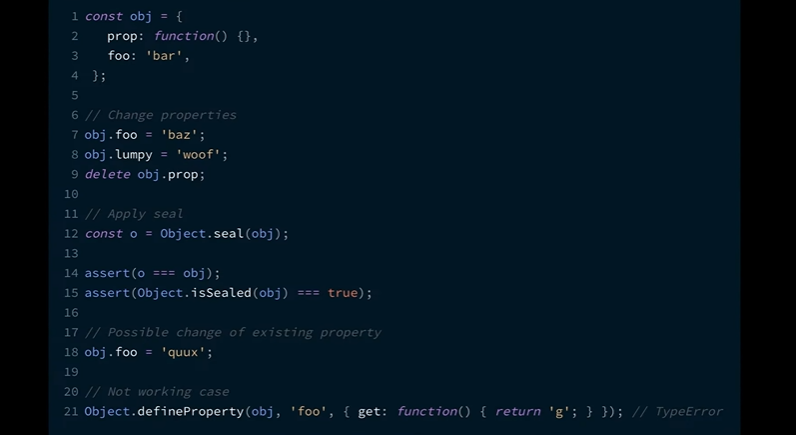 1 const obj = {
2    prop: function() {},
3    foo: 'bar',
4  };
5
6 // Change properties
7 obj.foo = 'baz';
8 obj.lumpy = 'woof';
9 delete obj.prop;
10
11 // Apply seal
12 const o = Object.seal(obj);
13
14 assert(o === obj);
15 assert(Object.isSealed(obj) === true);
16
17 // Possible change of existing property
18 obj.foo = 'quux';
19
20 // Not working case
21 Object.defineProperty(obj, 'foo', { get: function() { return 'g'; } }); // TypeError